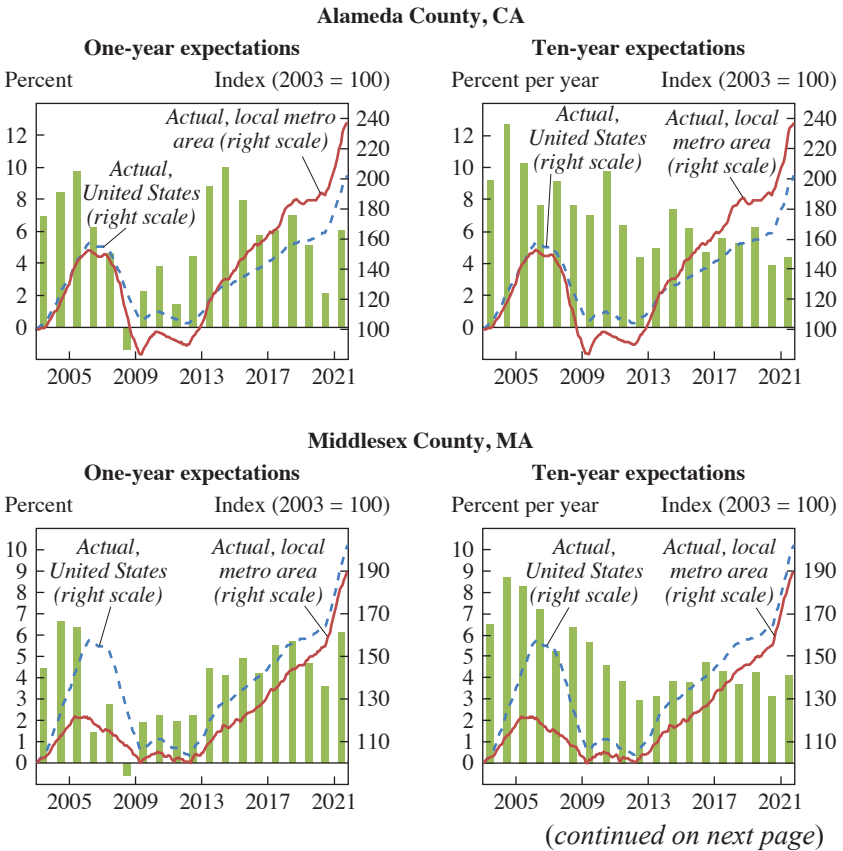 Alameda County, CA
One-year expectations
Percent
Index (2003 = 100)
Actual, local metro
area (right scale)
Actual,
United States
(right scale)
12
10
8
6
4
2
0
240
220
200
180
160
140
120
100
2005 2009 2013 2017 2021
Ten-year expectations
Percent per year
Index (2003 = 100)
Actual,
United States
(right scale)
Actual, local
metro area
(right scale)
12
10
8
6
4
2
0
240
220
200
180
160
140
120
100
2005 2009 2013 2017 2021
Middlesex County, MA
One-year expectations
Percent
Index (2003 = 100)
Actual,
United States
(right scale)
Actual, local
metro area
(right scale)
10
9
8
7
6
5
4
3
2
1
0
190
170
150
130
110
2005 2009 2013 2017 2021
Ten-year expectations
Percent per year
Index (2003 = 100)
Actual,
United States
(right scale)
Actual, local
metro area
(right scale)
10
9
8
7
6
5
4
3
2
1
0
190
170
150
130
110
2005 2009 2013 2017 2021
(continued on next page)